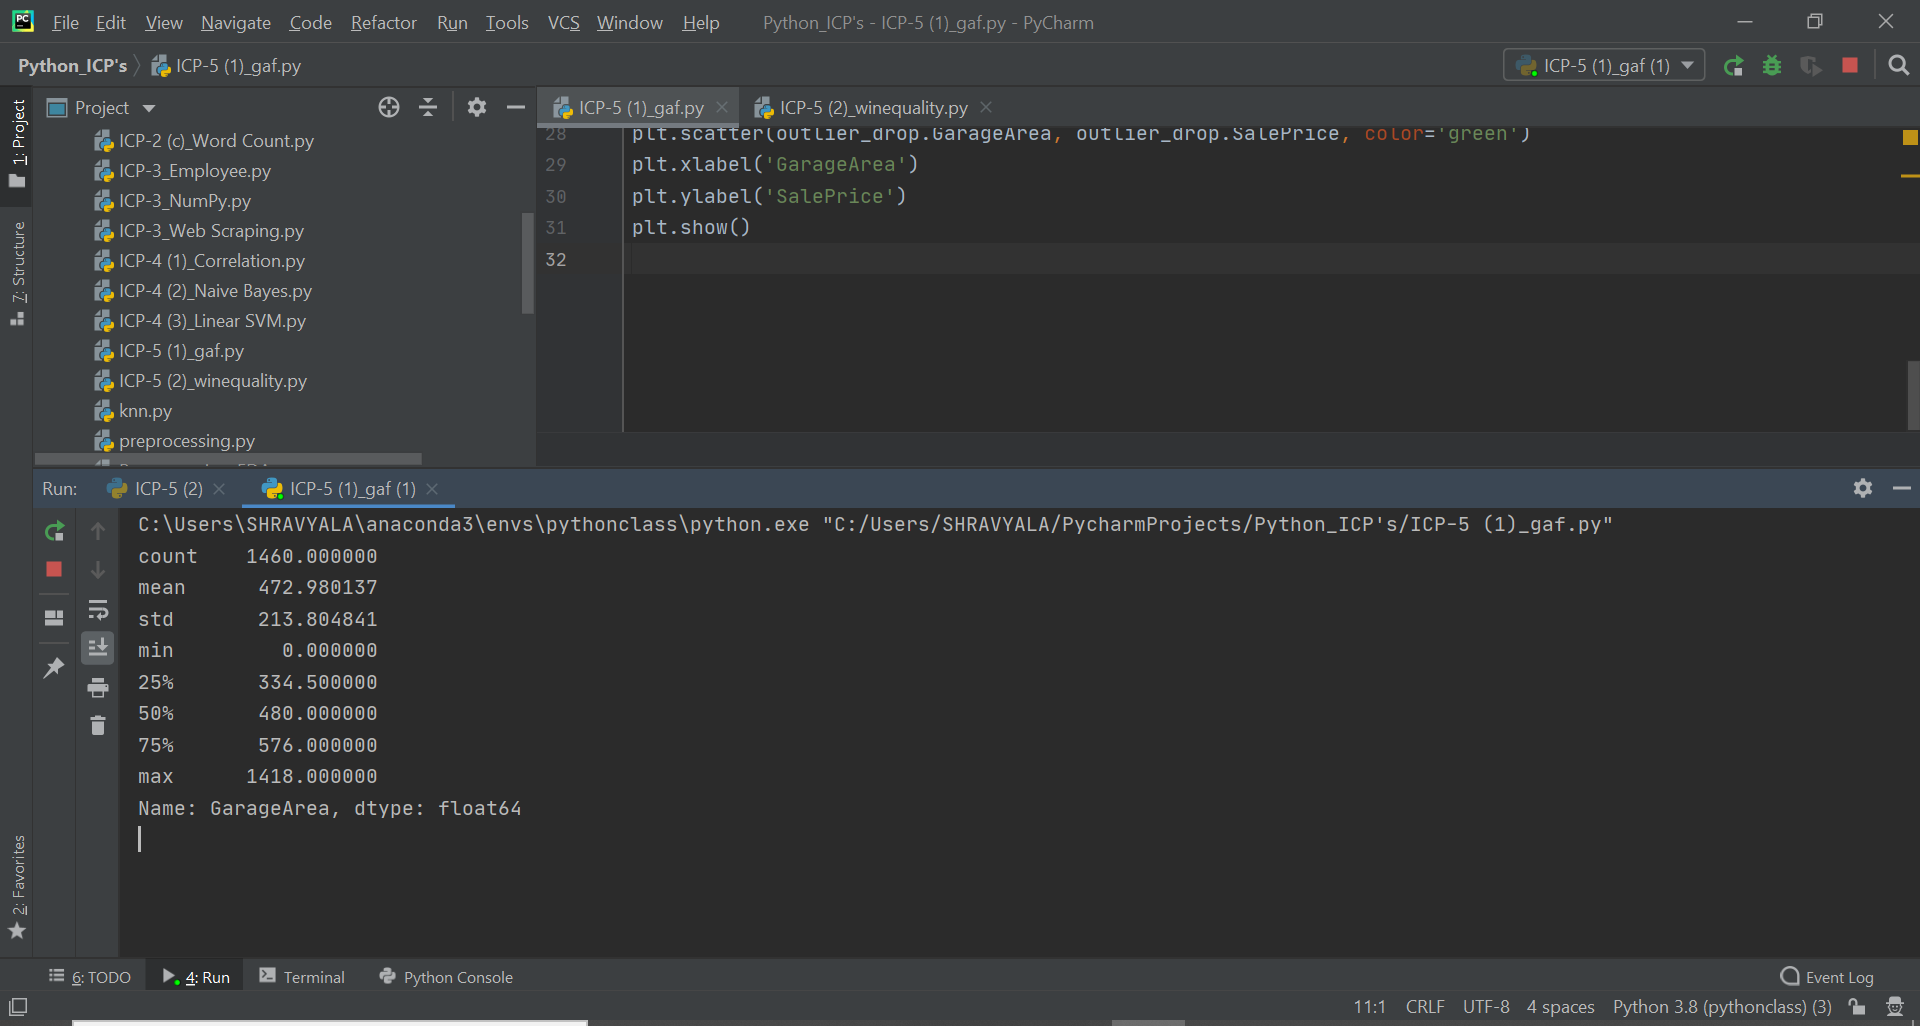 PC File Edit View Navigate Code Refactor Run Tools VCS Window Help Python_ICP's - ICP-5 (1)_gaf.py - PyCharm
Python_ICP's ICP-5 (1)_gaf.py ICP-5 (1)_gaf (1)
1: Project
7: Structure
2: Favorites
Project
ICP-2 (c)_Word Count.py
ICP-3_Employee.py
ICP-3_NumPy.py
ICP-3_Web Scraping.py
ICP-4 (1)_Correlation.py
ICP-4 (2)_Naive Bayes.py
ICP-4 (3)_Linear SVM.py
ICP-5 (1)_gaf.py
ICP-5 (2)_winequality.py
knn.py
preprocessing.py
ICP-5 (1)_gaf.py ICP-5 (2)_winequality.py
28 plt.scatter(outlier_drop.GarageArea, outlier_drop.SalePrice, color='green')
29 plt.xlabel('GarageArea')
30 plt.ylabel('SalePrice')
31 plt.show()
32
Run: ICP-5 (2) ICP-5 (1)_gaf (1)
C:\Users\SHRAVYALA\anaconda3\envs\pythonclass\python.exe "C:/Users/SHRAVYALA/PycharmProjects/Python_ICP's/ICP-5 (1)_gaf.py"
count 1460.000000
mean 472.980137
std 213.804841
min 0.000000
25% 334.500000
50% 480.000000
75% 576.000000
max 1418.000000
Name: GarageArea, dtype: float64
6: TODO 4: Run Terminal Python Console Event Log
11:1 CRLF UTF-8 4 spaces Python 3.8 (pythonclass) (3)